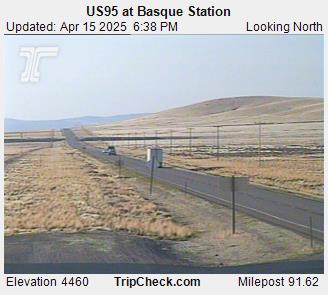 US95 at Basque Station
Updated: Apr 15 2025 6:38 PM Looking North
Elevation 4460 TripCheck.com Milepost 91.62